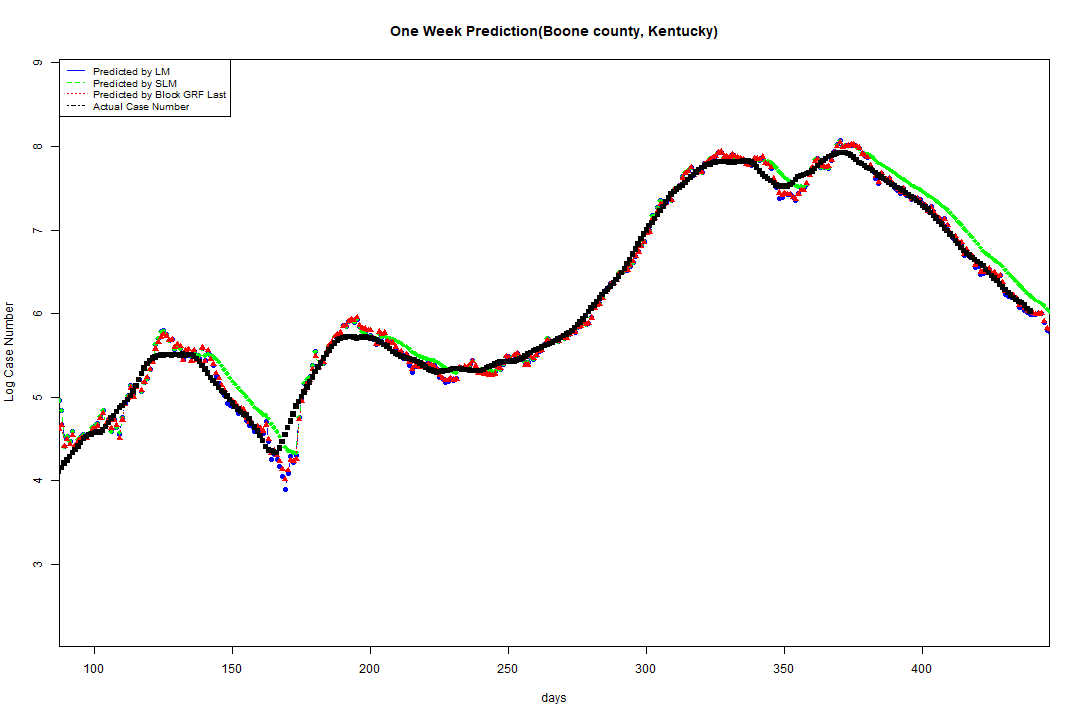 One Week Prediction(Boone county, Kentucky)
Predicted by LM
Predicted by SLM
Predicted by Block GRF Last
Actual Case Number
9
8
7
6
5
4
3
Log Case Number
100 150 200 250 300 350 400
days